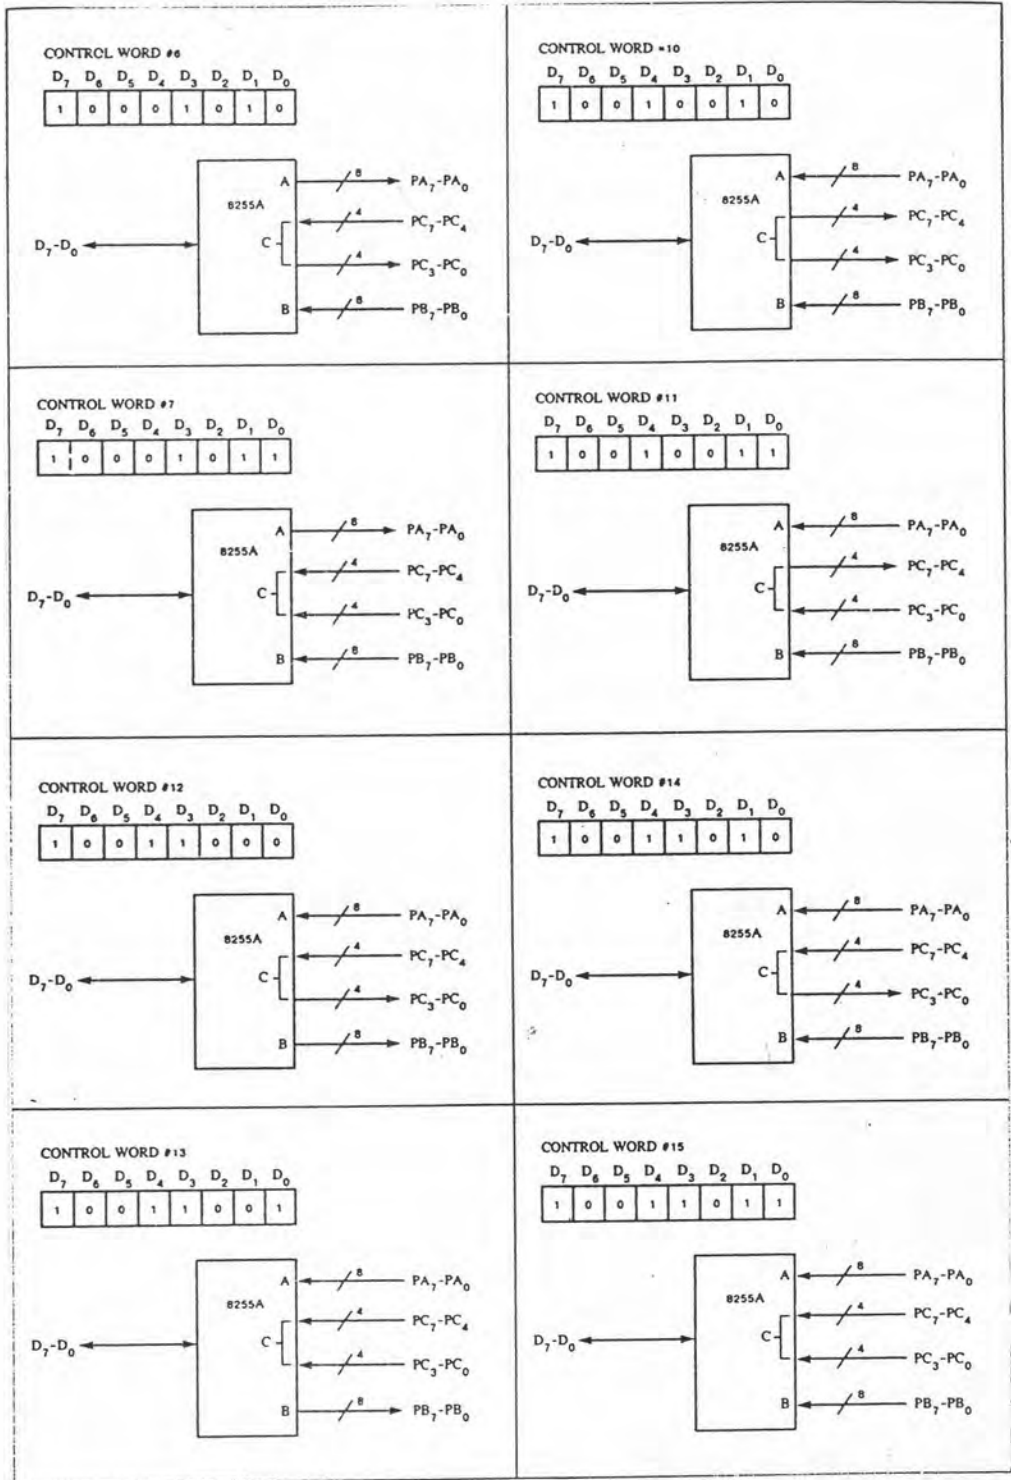 CONTROL WORD #6
D7 D6 D5 D4 D3 D2 D1 D0
1 0 0 0 1 0 1 0
A
8
PA7-PA0
8255A
4
PC7-PC4
D7-D0
C
4
PC3-PC0
B
8
PB7-PB0
CONTROL WORD #10
D7 D6 D5 D4 D3 D2 D1 D0
1 0 0 1 0 0 1 0
A
8
PA7-PA0
8255A
4
PC7-PC4
D7-D0
C
4
PC3-PC0
B
8
PB7-PB0
CONTROL WORD #7
D7 D6 D5 D4 D3 D2 D1 D0
1 0 0 0 1 0 1 1
A
8
PA7-PA0
8255A
4
PC7-PC4
D7-D0
C
4
PC3-PC0
B
8
PB7-PB0
CONTROL WORD #11
D7 D6 D5 D4 D3 D2 D1 D0
1 0 0 1 0 0 1 1
A
8
PA7-PA0
8255A
4
PC7-PC4
D7-D0
C
4
PC3-PC0
B
8
PB7-PB0
CONTROL WORD #12
D7 D6 D5 D4 D3 D2 D1 D0
1 0 0 1 1 0 0 0
A
8
PA7-PA0
8255A
4
PC7-PC4
D7-D0
C
4
PC3-PC0
B
8
PB7-PB0
CONTROL WORD #14
D7 D6 D5 D4 D3 D2 D1 D0
1 0 0 1 1 0 1 0
A
8
PA7-PA0
8255A
4
PC7-PC4
D7-D0
C
4
PC3-PC0
B
8
PB7-PB0
CONTROL WORD #13
D7 D6 D5 D4 D3 D2 D1 D0
1 0 0 1 1 0 0 1
A
8
PA7-PA0
8255A
4
PC7-PC4
D7-D0
C
4
PC3-PC0
B
8
PB7-PB0
CONTROL WORD #15
D7 D6 D5 D4 D3 D2 D1 D0
1 0 0 1 1 0 1 1
A
8
PA7-PA0
8255A
4
PC7-PC4
D7-D0
C
4
PC3-PC0
B
8
PB7-PB0